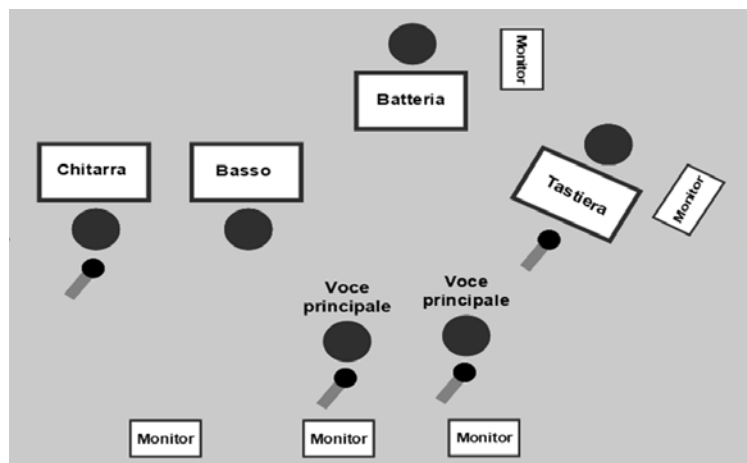 Monitor
Batteria
Chitarra
Basso
Tastiera
Monitor
Voce
principale
Voce
principale
Monitor
Monitor
Monitor